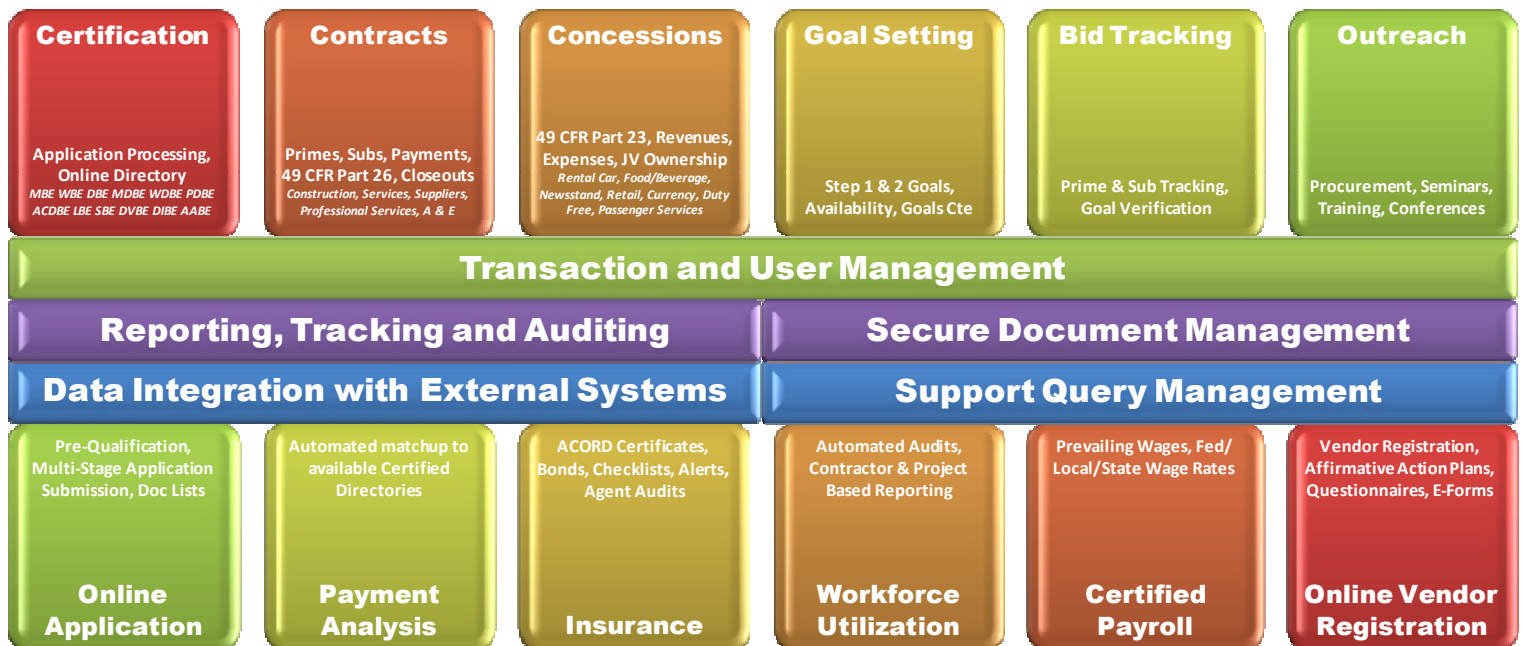 Certification
Application Processing,
Online Directory
MBE WBE DBE MDBE WDBE PDBE
ACDBE LBE SBE DVBE DIBE AABE
Contracts
Primes, Subs, Payments,
49 CFR Part 26, Closeouts
Construction, Services, Suppliers,
Professional Services, A & E
Concessions
49 CFR Part 23, Revenues,
Expenses, JV Ownership
Rental Car, Food/Beverage,
Newsstand, Retail, Currency, Duty
Free, Passenger Services
Goal Setting
Step 1 & 2 Goals,
Availability, Goals Cte
Bid Tracking
Prime & Sub Tracking,
Goal Verification
Outreach
Procurement, Seminars,
Training, Conferences
Transaction and User Management
Reporting, Tracking and Auditing
Secure Document Management
Data Integration with External Systems
Support Query Management
Pre-Qualification,
Multi-Stage Application
Submission, Doc Lists
Online
Application
Automated matchup to
available Certified
Directories
Payment
Analysis
ACORD Certificates,
Bonds, Checklists, Alerts,
Agent Audits
Insurance
Automated Audits,
Contractor & Project
Based Reporting
Workforce
Utilization
Prevailing Wages, Fed/
Local/State Wage Rates
Certified
Payroll
Vendor Registration,
Affirmative Action Plans,
Questionnaires, E-Forms
Online Vendor
Registration